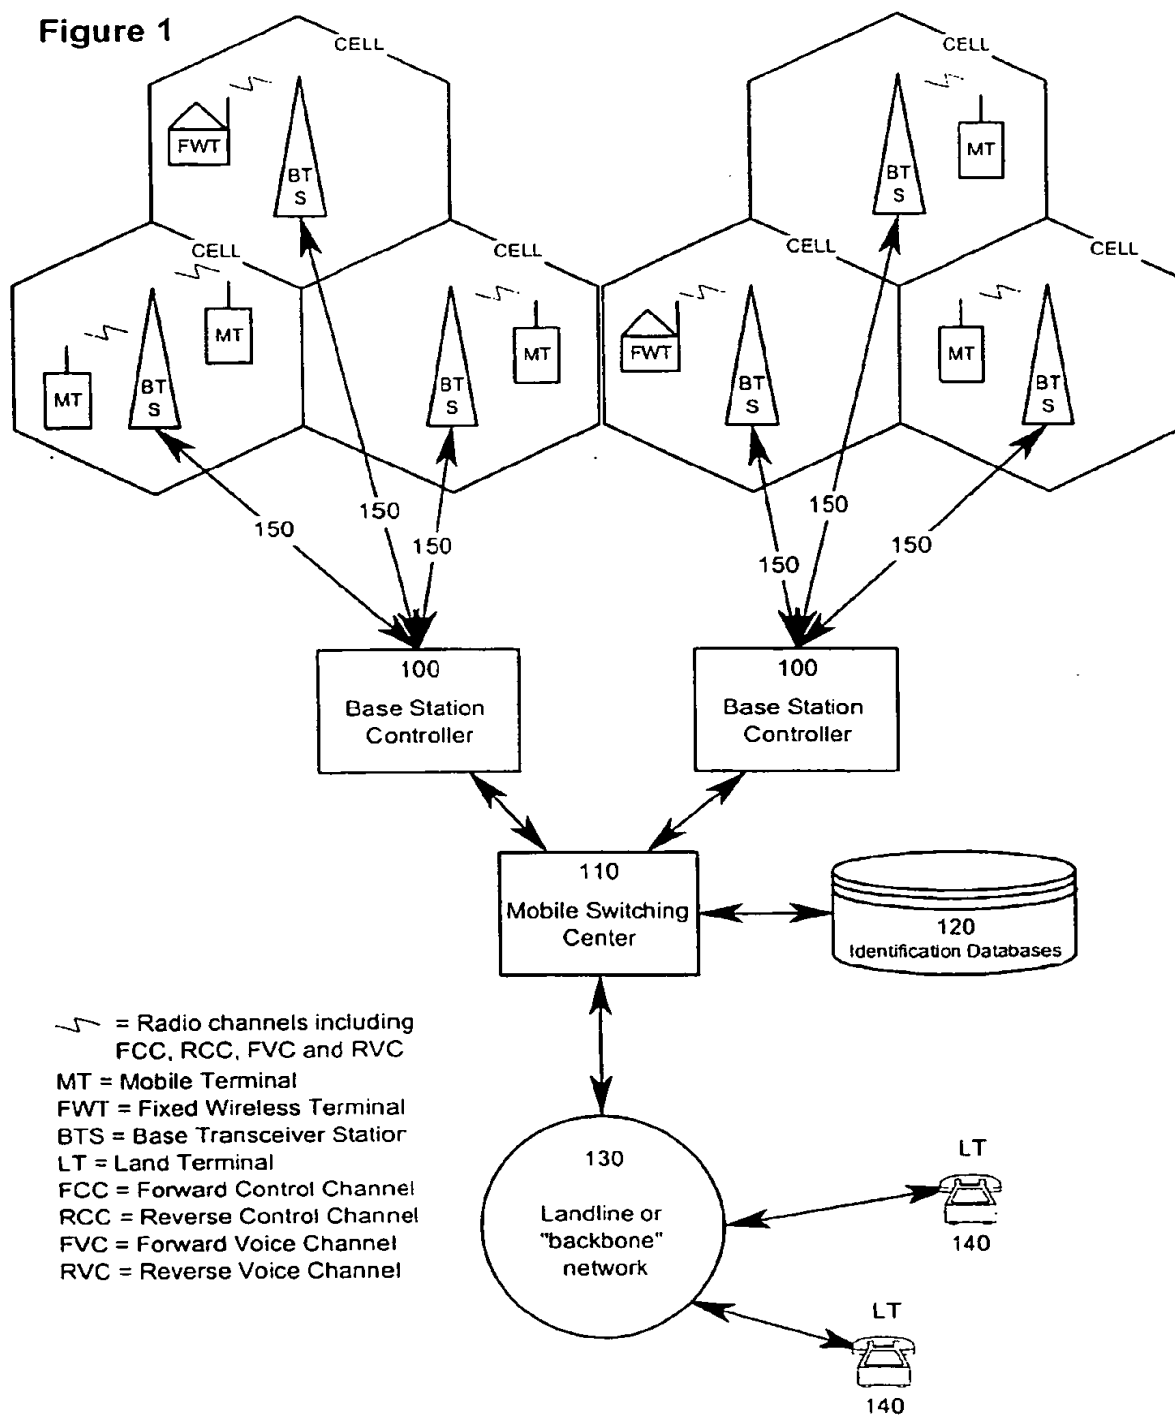 Figure 1
CELL
CELL
FWT
BT
S
BT
S
MT
CELL
CELL
CELL
CELL
MT
MT
BT
S
BT
S
MT
FWT
BT
S
MT
BT
S
150
150
150
150
150
150
100
Base Station
Controller
100
Base Station
Controller
110
Mobile Switching
Center
120
Identification Databases
= Radio channels including
FCC, RCC, FVC and RVC
MT = Mobile Terminal
FWT = Fixed Wireless Terminal
BTS = Base Transceiver Station
LT = Land Terminal
FCC = Forward Control Channel
RCC = Reverse Control Channel
FVC = Forward Voice Channel
RVC = Reverse Voice Channel
130
Landline or
"backbone"
network
LT
140
LT
140